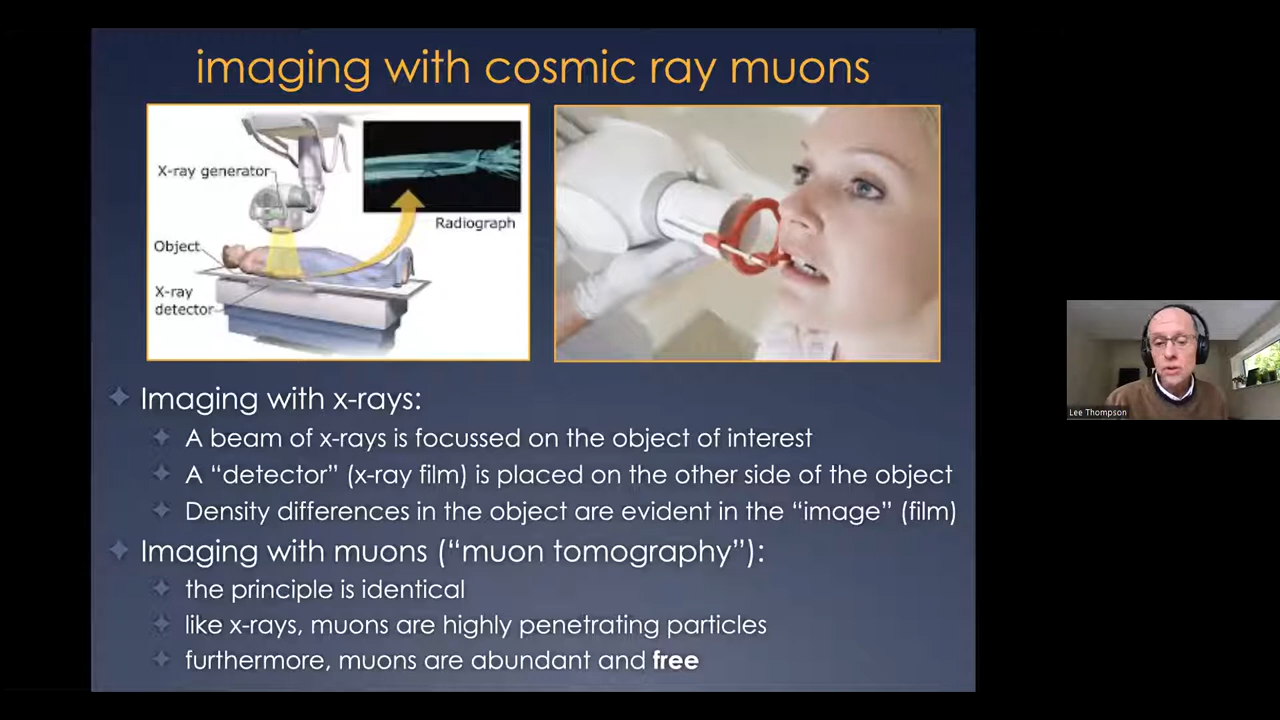 imaging with cosmic ray muons
X-ray generator
Radiograph
Object
X-ray
detector
Imaging with x-rays:
A beam of x-rays is focussed on the object of interest
A “detector” (x-ray film) is placed on the other side of the object
Density differences in the object are evident in the “image” (film)
Imaging with muons (“muon tomography”):
the principle is identical
like x-rays, muons are highly penetrating particles
furthermore, muons are abundant and free
Lee Thompson